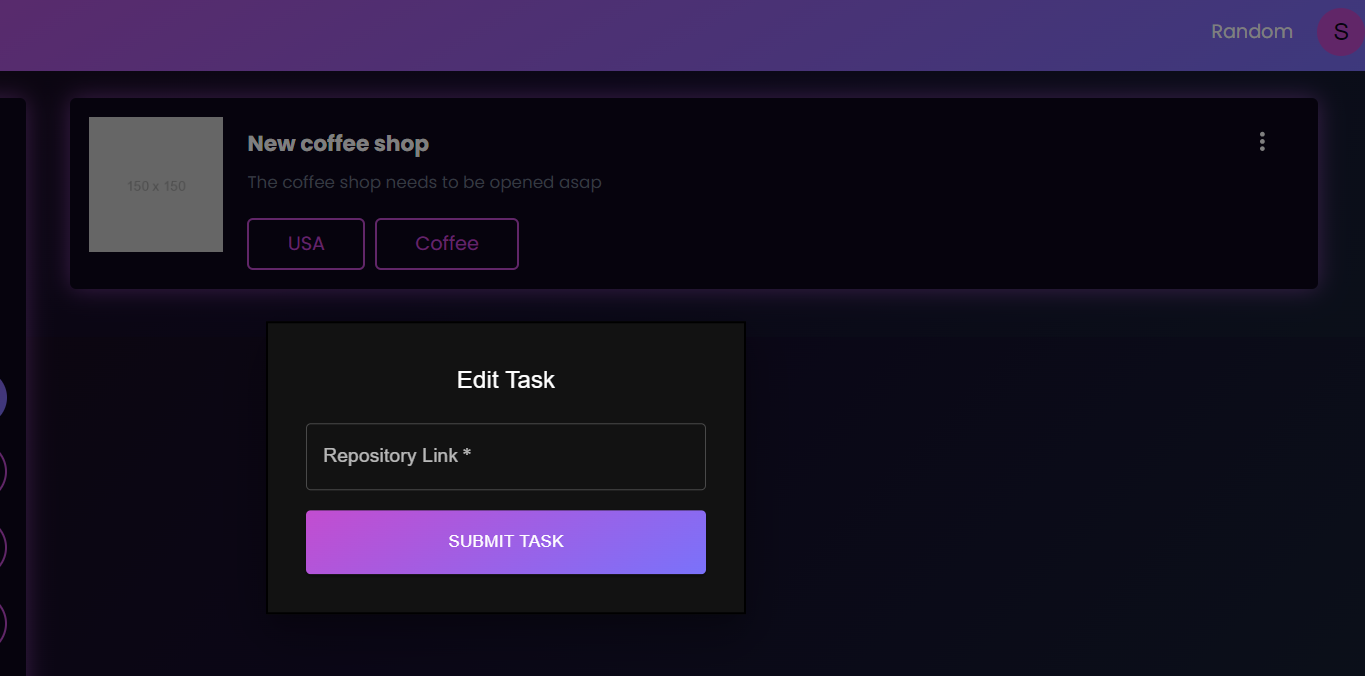 Random
S
150 x 150
New coffee shop
The coffee shop needs to be opened asap
USA
Coffee
Edit Task
Repository Link *
SUBMIT TASK